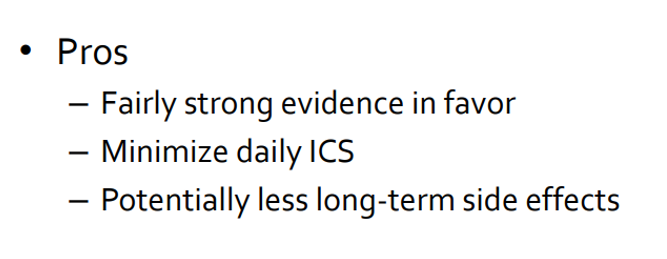 • Pros
– Fairly strong evidence in favor
– Minimize daily ICS
– Potentially less long-term side effects